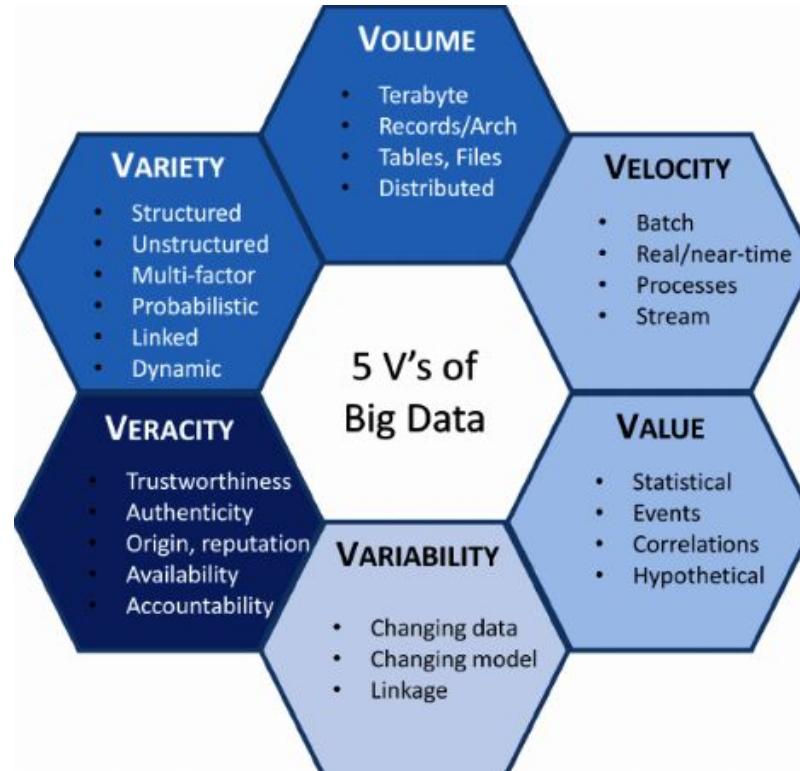 VOLUME
• Terabyte
• Records/Arch
• Tables, Files
• Distributed
VARIETY
• Structured
• Unstructured
• Multi-factor
• Probabilistic
• Linked
• Dynamic
VELOCITY
• Batch
• Real/near-time
• Processes
• Stream
5 V's of
Big Data
VERACITY
• Trustworthiness
• Authenticity
• Origin, reputation
• Availability
• Accountability
VALUE
• Statistical
• Events
• Correlations
• Hypothetical
VARIABILITY
• Changing data
• Changing model
• Linkage